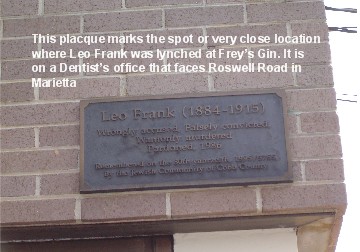 This placque marks the spot or very close location
where Leo Frank was lynched at Frey's Gin. It is
on a Dentist's office that faces Roswell Road in
Marietta
Leo Frank (1884-1915)
Wrongly accused, Falsely convicted,
Wantonly murdered
Pardoned, 1986
by the Jewish Community of Cobb County